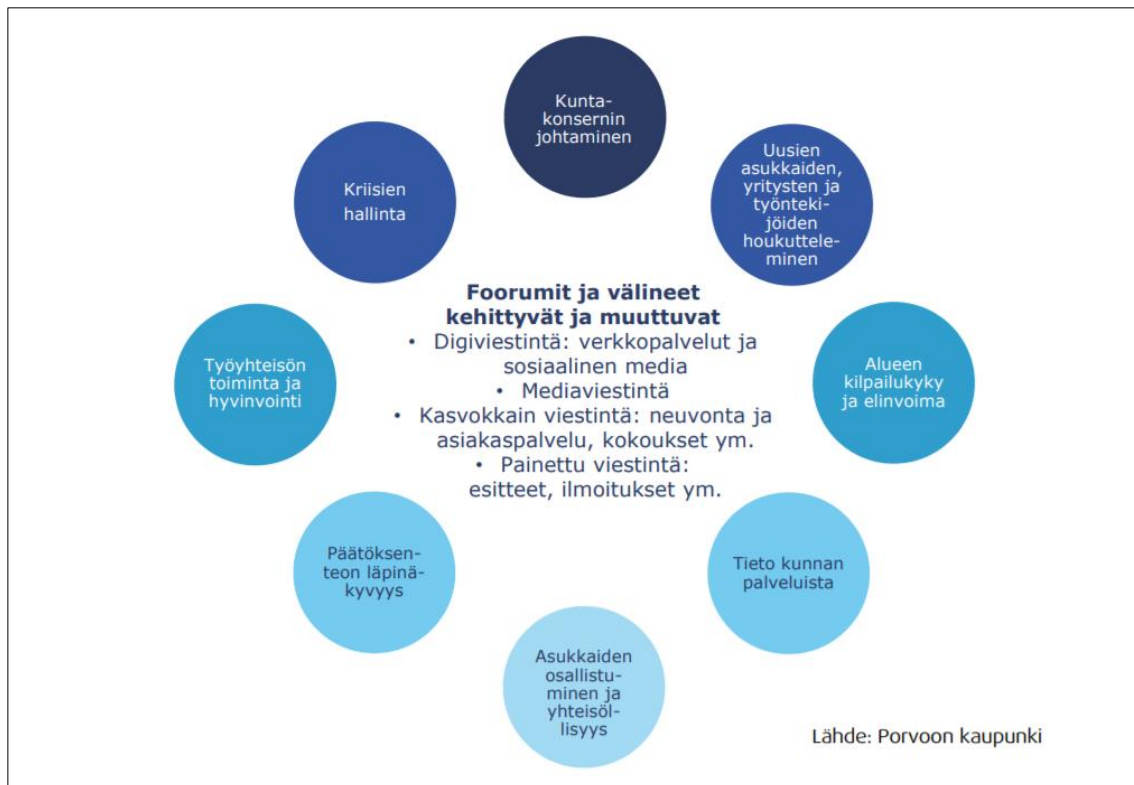 Kunta-
konsernin
johtaminen
Uusien
asukkaiden,
yritysten ja
työnteki-
jöiden
houkuttele-
minen
Kriisien
hallinta
Foorumit ja välineet
kehittyvät ja muuttuvat
• Digiviestintä: verkkopalvelut ja
sosiaalinen media
• Mediaviestintä
• Kasvokkain viestintä: neuvonta ja
asiakaspalvelu, kokoukset ym.
• Painettu viestintä:
esitteet, ilmoitukset ym.
Työyhteisön
toiminta ja
hyvinvointi
Alueen
kilpailukyky
ja elinvoima
Päätöksen-
teon läpinä-
kyvyys
Tieto kunnan
palveluista
Asukkaiden
osallistu-
minen ja
yhteisöl-
lisyys
Lähde: Porvoon kaupunki